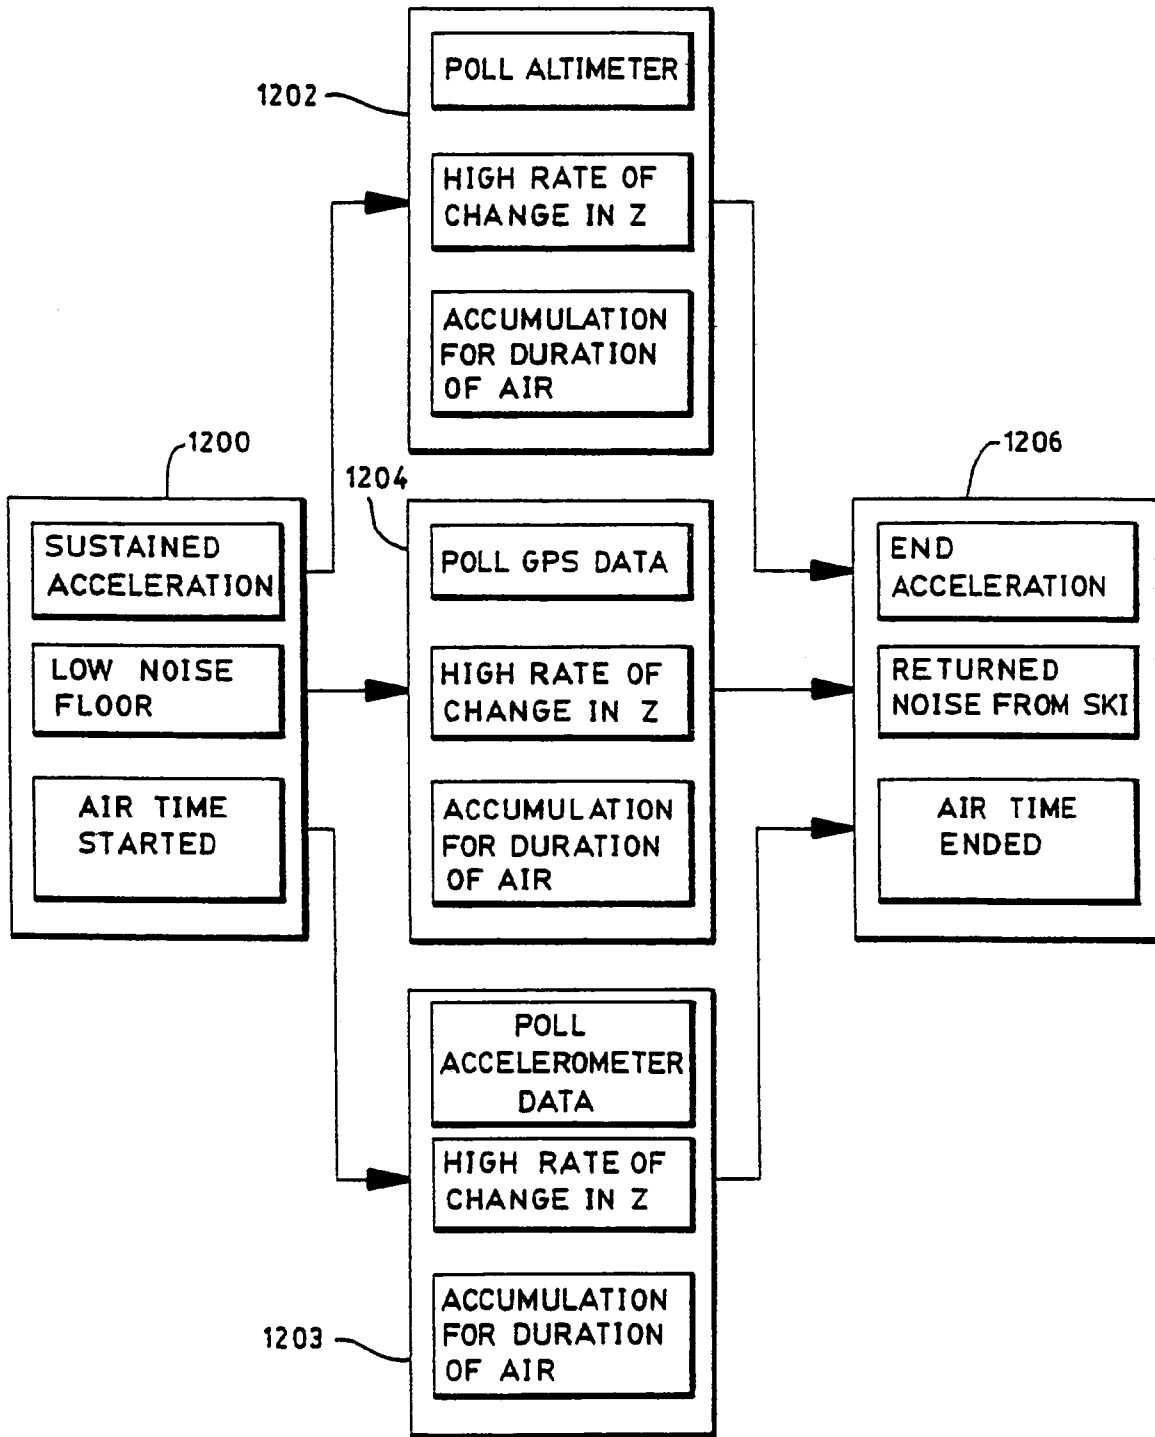 POLL ALTIMETER
1202
HIGH RATE OF
CHANGE IN Z
ACCUMULATION
FOR DURATION
OF AIR
1200
SUSTAINED
ACCELERATION
LOW NOISE
FLOOR
AIR TIME
STARTED
1204
POLL GPS DATA
HIGH RATE OF
CHANGE IN Z
ACCUMULATION
FOR DURATION
OF AIR
1206
END
ACCELERATION
RETURNED
NOISE FROM SKI
AIR TIME
ENDED
POLL
ACCELEROMETER
DATA
HIGH RATE OF
CHANGE IN Z
1203
ACCUMULATION
FOR DURATION
OF AIR